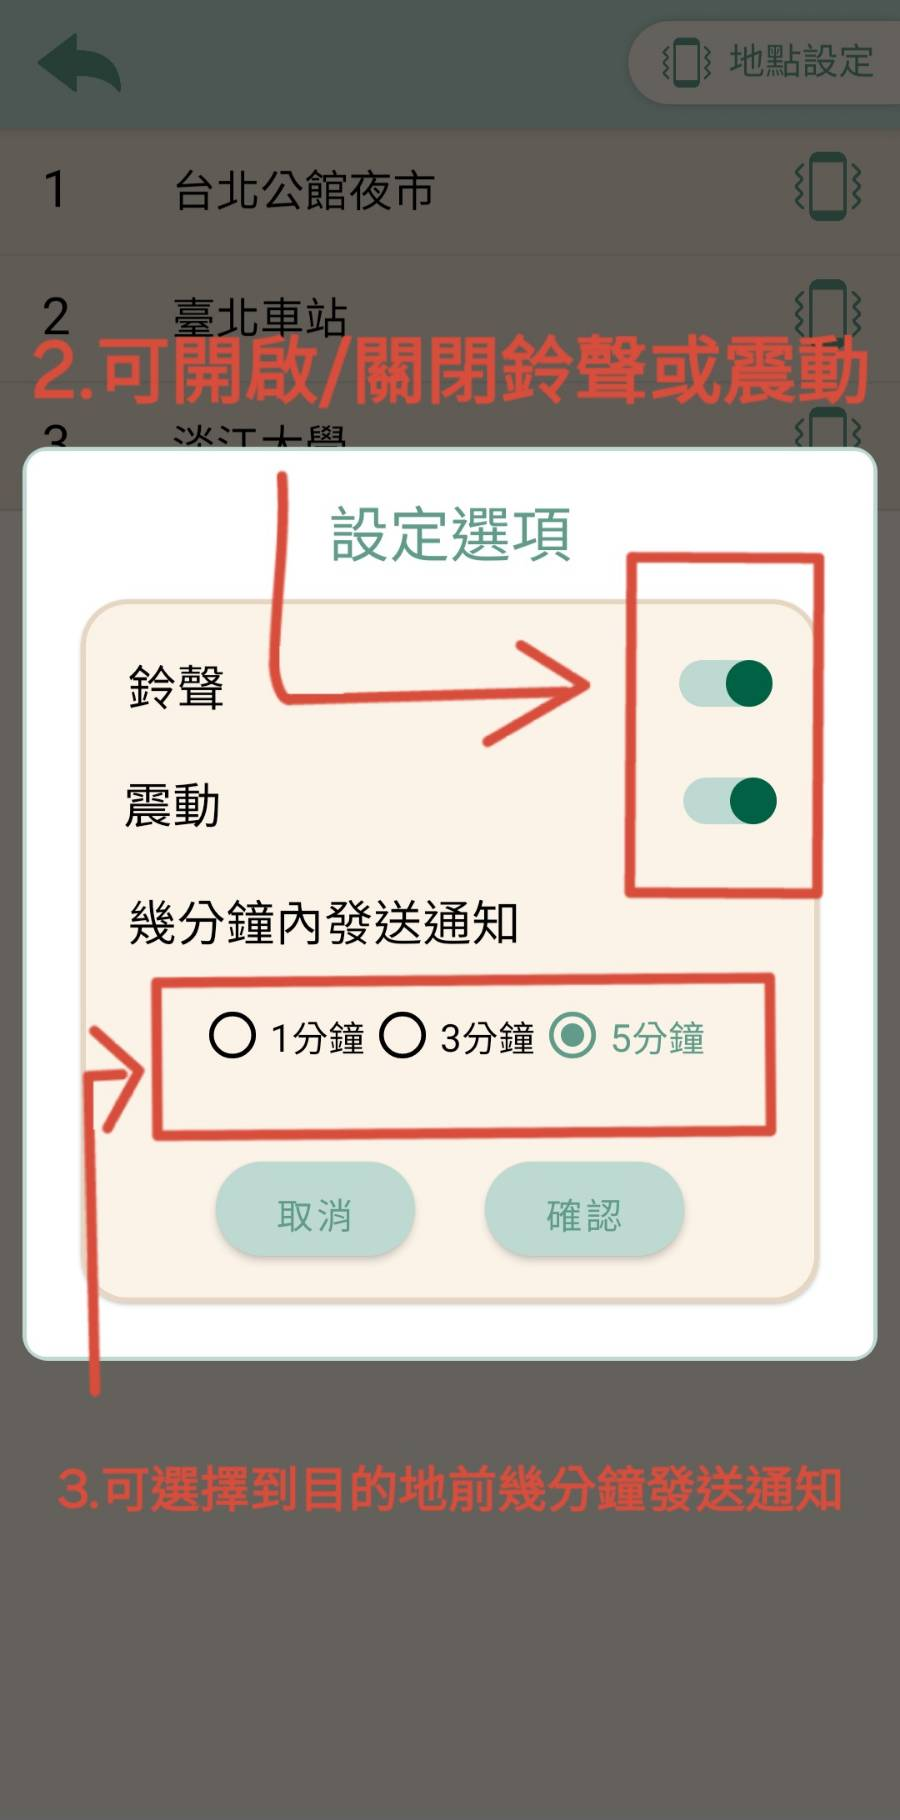 地點設定
1 台北公館夜市
2 臺北車站
2.可開啟/關閉鈴聲或震動
3 淡江大學
設定選項
鈴聲
震動
幾分鐘內發送通知
1分鐘 3分鐘 5分鐘
取消 確認
3.可選擇到目的地前幾分鐘發送通知